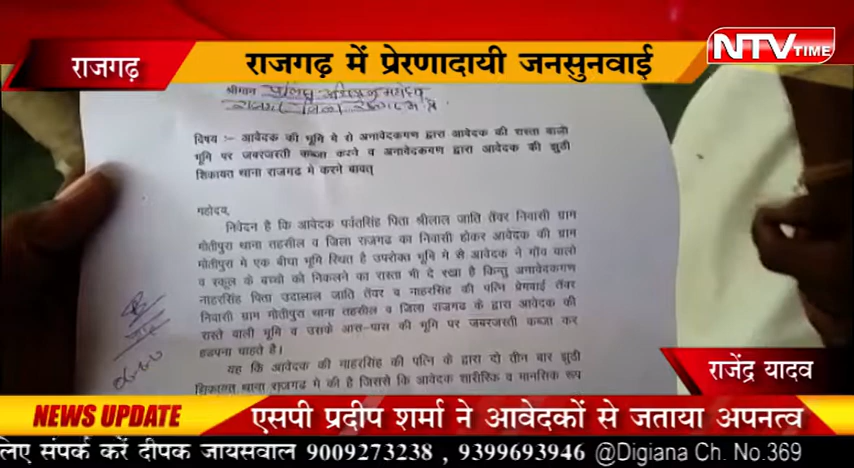 राजगढ़
राजगढ़ में प्रेरणादायी जनसुनवाई
NTV TIME
श्रीमान
विषय :- आवेदक की भूमि मे से अनावेदकगण द्वारा आवेदक की रास्ता वाली
भूमि पर जबरजस्ती कब्जा करने व अनावेदकगण द्वारा आवेदक की झुठी
शिकायत थाना राजगढ मे करने बाबत्
महोदय,
निवेदन है कि आवेदक पर्वतसिंह पिता श्रीलाल जाति तॅवर निवासी ग्राम
मोतीपुरा थाना तहसील व जिला राजगढ का निवासी होकर आवेदक की ग्राम
मोतीपुरा मे एक बीघा भूमि स्थित है उपरोक्त भूमि मे से आवेदक ने गॉव वालो
व स्कूल के बच्चो को निकलने का रास्ता भी दे रखा है किन्तु अनावेदकगण
नाहरसिंह पिता उदालाल जाति तॅवर व नाहरसिंह की पत्नि प्रेमबाई तॅवर
निवासी ग्राम मोतीपुरा थाना तहसील व जिला राजगढ के द्वारा आवेदक की
रास्ते वाली भूमि व उसके आस-पास की भूमि पर जबरजस्ती कब्जा कर
हडपना चाहते है।
यह कि आवेदक की नाहरसिंह की पत्नि के द्वारा दो तीन बार झुठी
शिकायत थाना राजगढ मे की है जिससे कि आवेदक शारीरिक व मानसिक रूप
राजेंद्र यादव
NEWS UPDATE
एसपी प्रदीप शर्मा ने आवेदकों से जताया अपनत्व
लिए संपर्क करें दीपक जायसवाल 9009273238 , 9399693946 @Digiana Ch. No.369